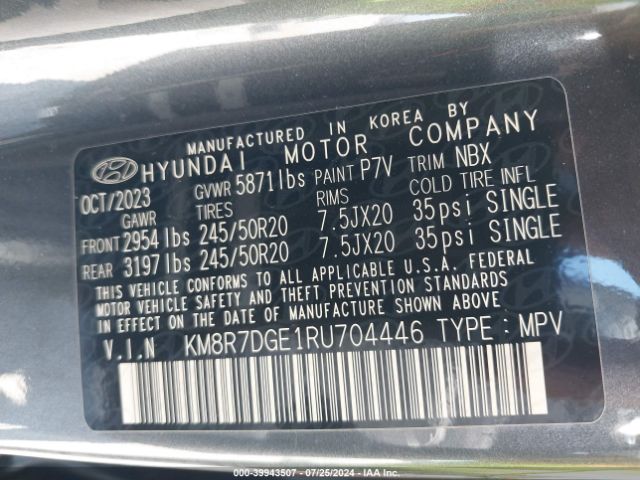 MANUFACTURED IN KOREA BY
HYUNDAI MOTOR COMPANY
OCT/2023 GVWR 5871lbs PAINT P7V TRIM NBX
GAWR TIRES RIMS COLD TIRE INFL
FRONT 2954 lbs 245/50R20 7.5JX20 35psi SINGLE
REAR 3197 lbs 245/50R20 7.5JX20 35psi SINGLE
THIS VEHICLE CONFORMS TO ALL APPLICABLE U.S.A. FEDERAL
MOTOR VEHICLE SAFETY AND THEFT PREVENTION STANDARDS
IN EFFECT ON THE DATE OF MANUFACTURE SHOWN ABOVE
V.I.N KM8R7DGE1RU704446 TYPE : MPV
000-39943507 - 07/25/2024 - IAA Inc.